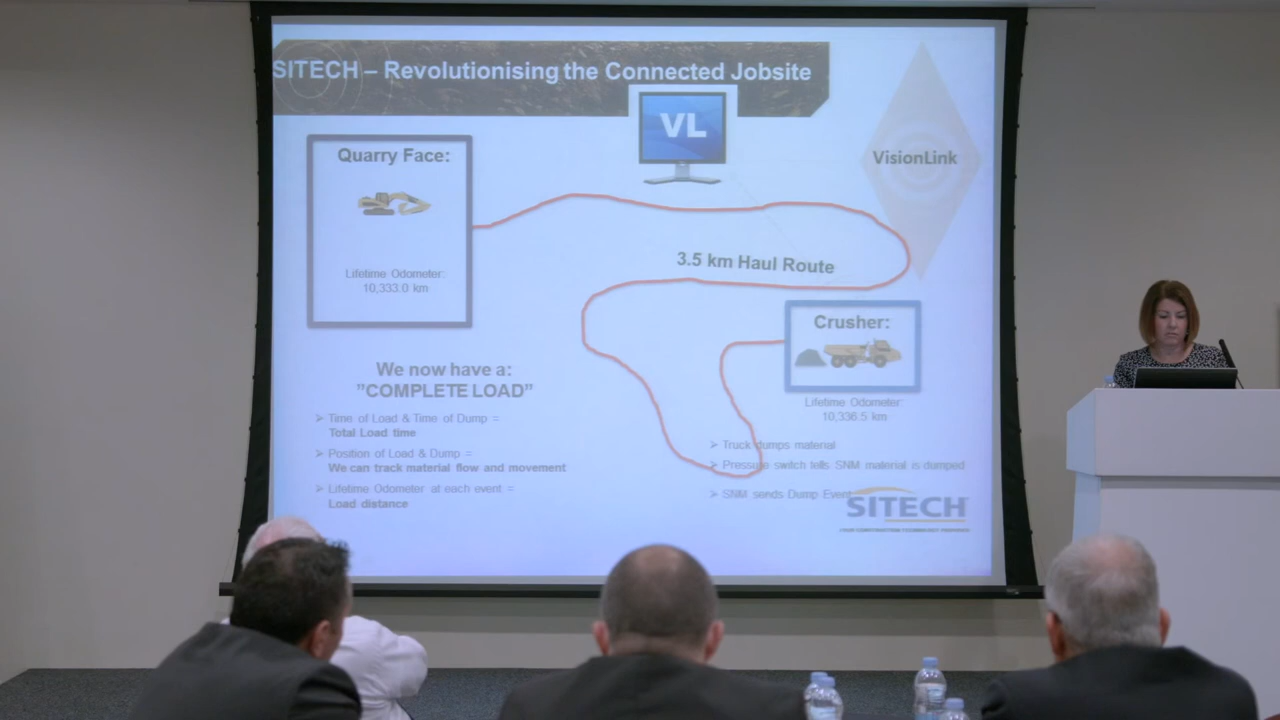 SITECH – Revolutionising the Connected Jobsite
VL
VisionLink
Quarry Face:
Lifetime Odometer:
10,333.0 km
3.5 km Haul Route
Crusher:
Lifetime Odometer:
10,336.5 km
We now have a:
"COMPLETE LOAD"
➢ Time of Load & Time of Dump =
Total Load time
➢ Position of Load & Dump =
We can track material flow and movement
➢ Lifetime Odometer at each event =
Load distance
➢ Truck dumps material
➢ Pressure switch tells SNM material is dumped
➢ SNM sends Dump Event
SITECH